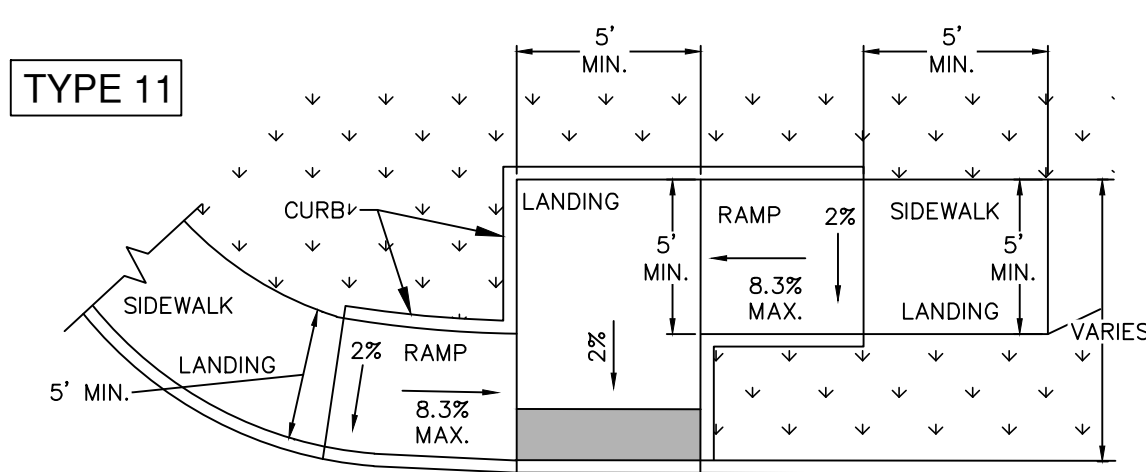 TYPE 11
5'
MIN.
5'
MIN.
CURB
LANDING
RAMP
2%
SIDEWALK
5'
MIN.
5'
MIN.
8.3%
MAX.
LANDING
VARIES
SIDEWALK
LANDING
5' MIN.
2%
RAMP
8.3%
MAX.
2%